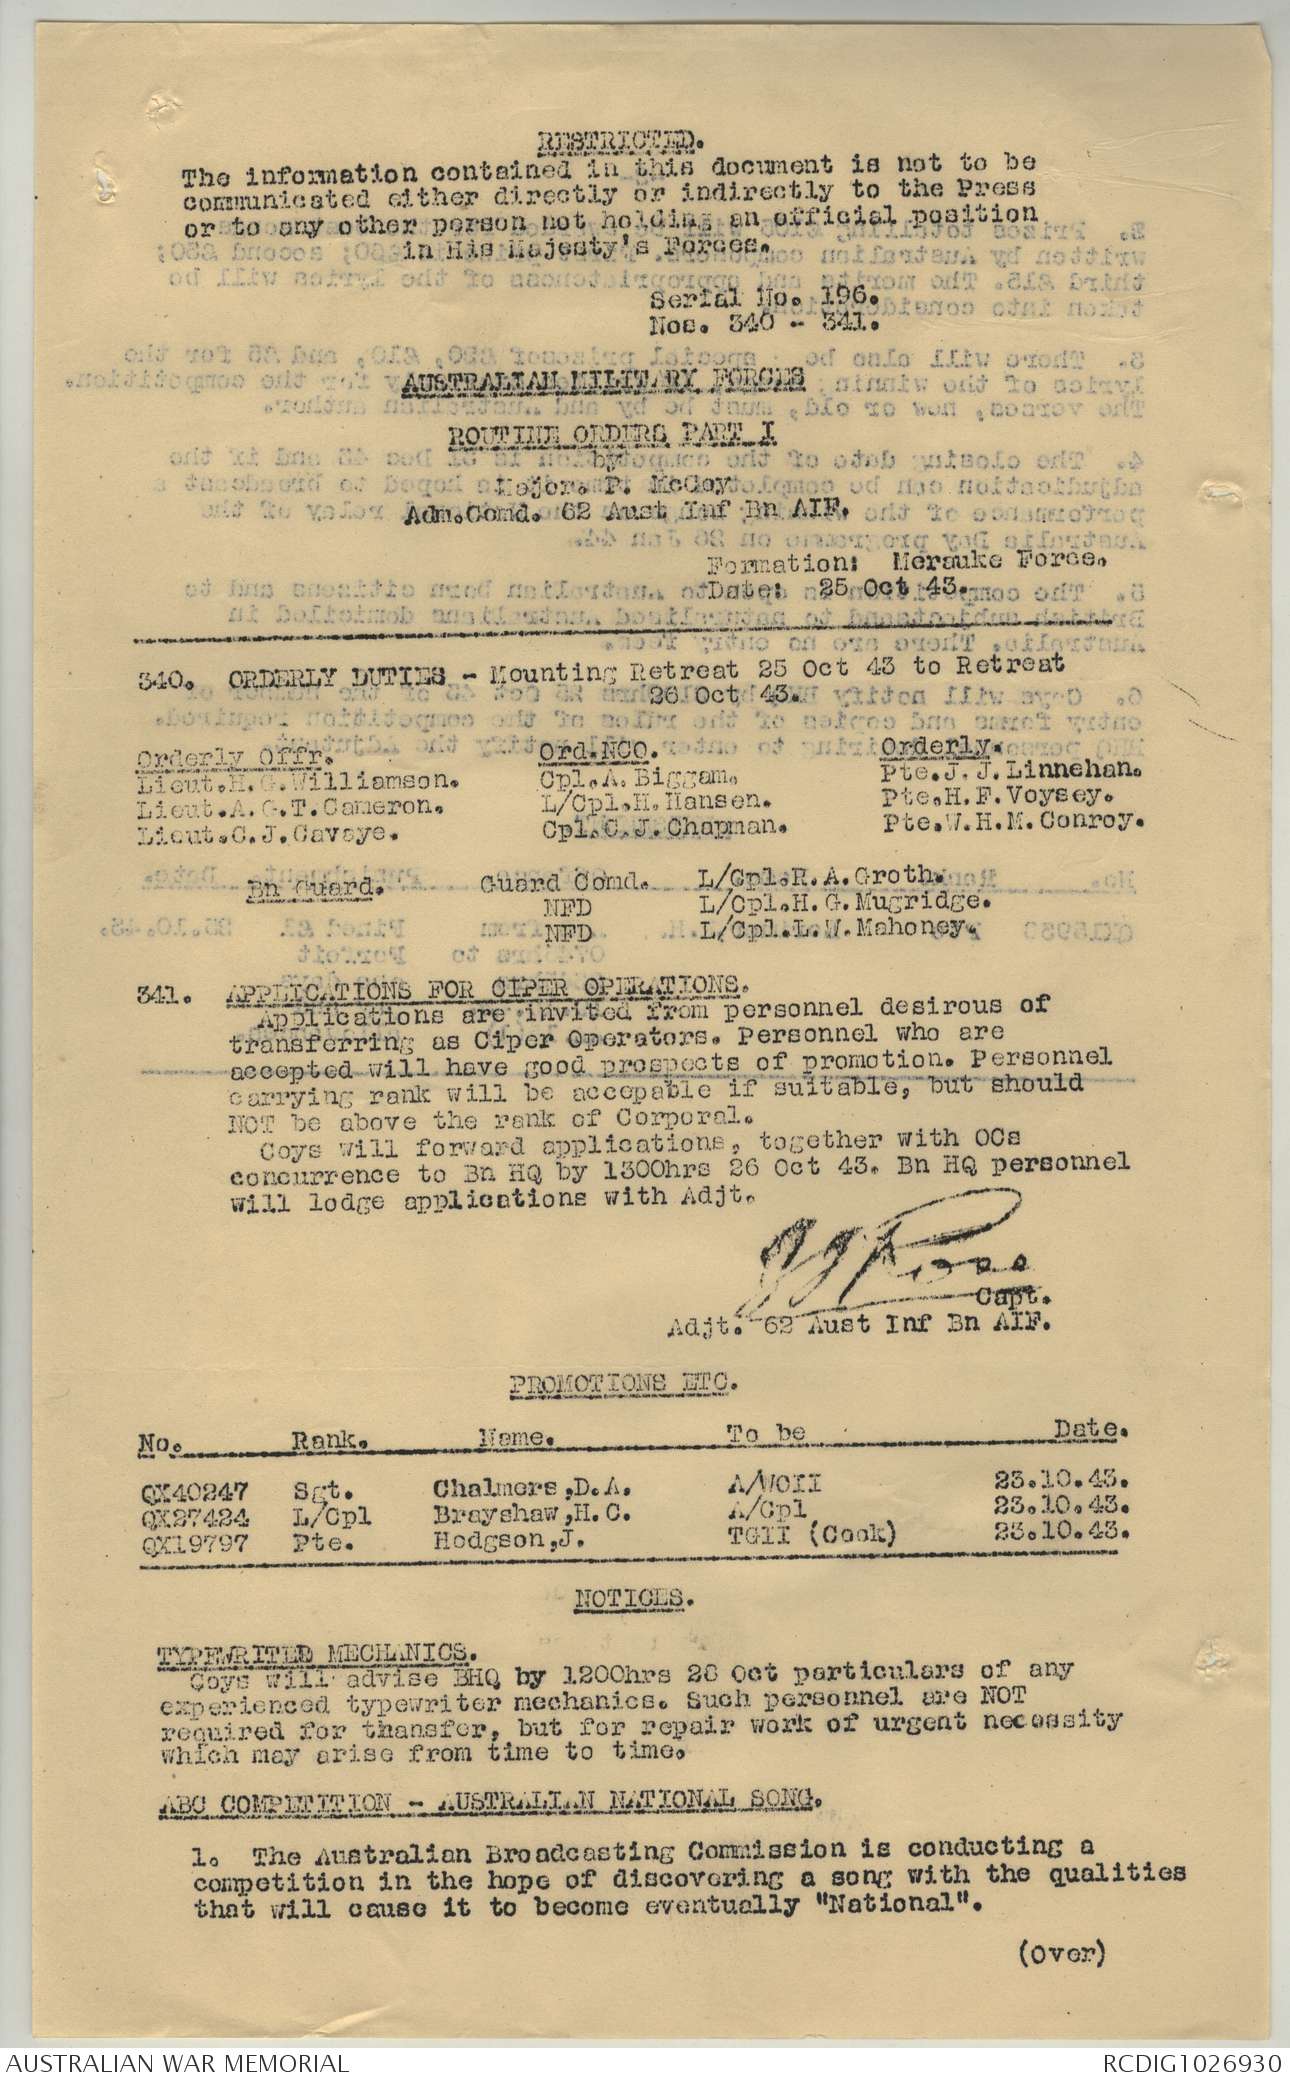 RESTRICTED.
The information contained in this document is not to be
communicated either directly or indirectly to the Press
or to any other person not holding an official position
in His Majesty's Forces.
Serial No. 196.
Nos. 340 - 341.
AUSTRALIAN MILITARY FORCES
ROUTINE ORDERS PART I
by
Major. P. McCoy
Adm.Comd. 62 Aust Inf Bn AIF.
Formation: Merauke Force.
Date: 25 Oct 43.
340. ORDERLY DUTIES - Mounting Retreat 25 Oct 43 to Retreat
26 Oct 43.
Orderly Offr. Ord.NCO. Orderly.
Lieut.H.G.Williamson. Cpl.A. Biggam. Pte.J.J.Linnehan.
Lieut.A.G.T.Cameron. L/Cpl.H.Hansen. Pte.H.F.Voysey.
Lieut.C.J.Cavaye. Cpl.C.J.Chapman. Pte.W.H.M.Conroy.
Bn Guard. Guard Comd. L/Cpl.R.A.Groth.
NFD L/Cpl.H.G.Mugridge.
NFD L/Cpl.L.W.Mahoney.
341. APPLICATIONS FOR CIPER OPERATIONS.
Applications are invited from personnel desirous of
transferring as Ciper Operators. Personnel who are
accepted will have good prospects of promotion. Personnel
carrying rank will be accepable if suitable, but should
NOT be above the rank of Corporal.
Coys will forward applications, together with OCs
concurrence to Bn HQ by 1300hrs 26 Oct 43. Bn HQ personnel
will lodge applications with Adjt.
Capt.
Adjt. 62 Aust Inf Bn AIF.
PROMOTIONS ETC.
No. Rank. Name. To be Date.
QX40247 Sgt. Chalmers,D.A. A/WOII 23.10.43.
QX27424 L/Cpl Brayshaw,H.C. A/Cpl 23.10.43.
QX19797 Pte. Hodgson,J. TGII (Cook) 23.10.43.
NOTICES.
TYPEWRITED MECHANICS.
Coys will advise BHQ by 1200hrs 28 Oct particulars of any
experienced typewriter mechanics. Such personnel are NOT
required for thansfer, but for repair work of urgent necessity
which may arise from time to time.
ABC COMPETITION - AUSTRALIAN NATIONAL SONG.
1. The Australian Broadcasting Commission is conducting a
competition in the hope of discovering a song with the qualities
that will cause it to become eventually "National".
(Over)
AUSTRALIAN WAR MEMORIAL RCDIG1026930